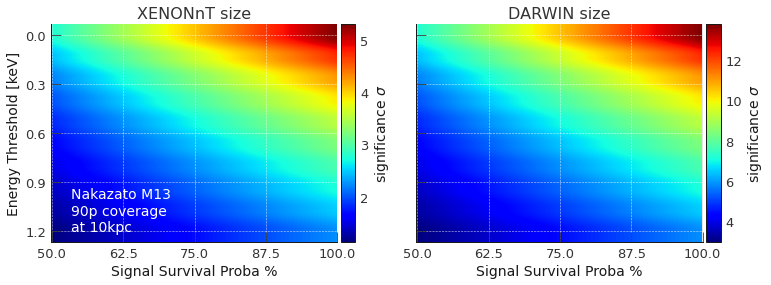 XENONnT size
DARWIN size
Energy Threshold [keV]
0.0
0.3
0.6
0.9
1.2
Nakazato M13
90p coverage
at 10kpc
50.0 62.5 75.0 87.5 100.0
Signal Survival Proba %
5
4
3
2
significance σ
50.0 62.5 75.0 87.5 100.0
Signal Survival Proba %
12
10
8
6
4
significance σ